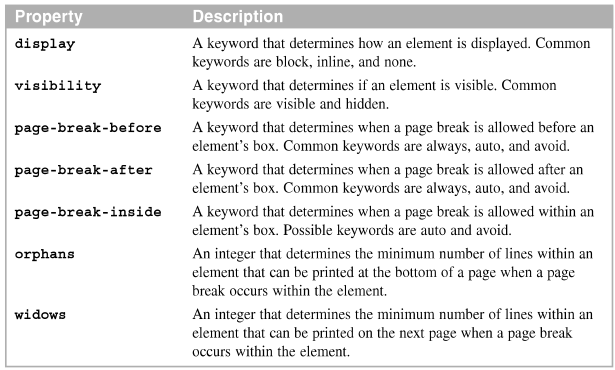 Property Description
display A keyword that determines how an element is displayed. Common
keywords are block, inline, and none.
visibility A keyword that determines if an element is visible. Common
keywords are visible and hidden.
page-break-before A keyword that determines when a page break is allowed before an
element's box. Common keywords are always, auto, and avoid.
page-break-after A keyword that determines when a page break is allowed after an
element's box. Common keywords are always, auto, and avoid.
page-break-inside A keyword that determines when a page break is allowed within an
element's box. Possible keywords are auto and avoid.
orphans An integer that determines the minimum number of lines within an
element that can be printed at the bottom of a page when a page
break occurs within the element.
widows An integer that determines the minimum number of lines within an
element that can be printed on the next page when a page break
occurs within the element.